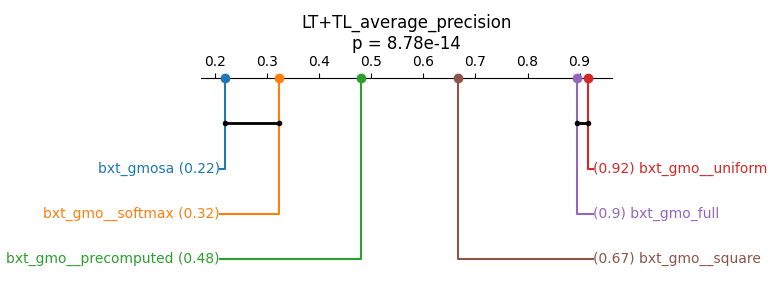 LT+TL_average_precision
p = 8.78e-14
0.2 0.3 0.4 0.5 0.6 0.7 0.8 0.9
bxt_gmosa (0.22)
(0.92) bxt_gmo__uniform
bxt_gmo__softmax (0.32)
(0.9) bxt_gmo_full
bxt_gmo__precomputed (0.48)
(0.67) bxt_gmo__square